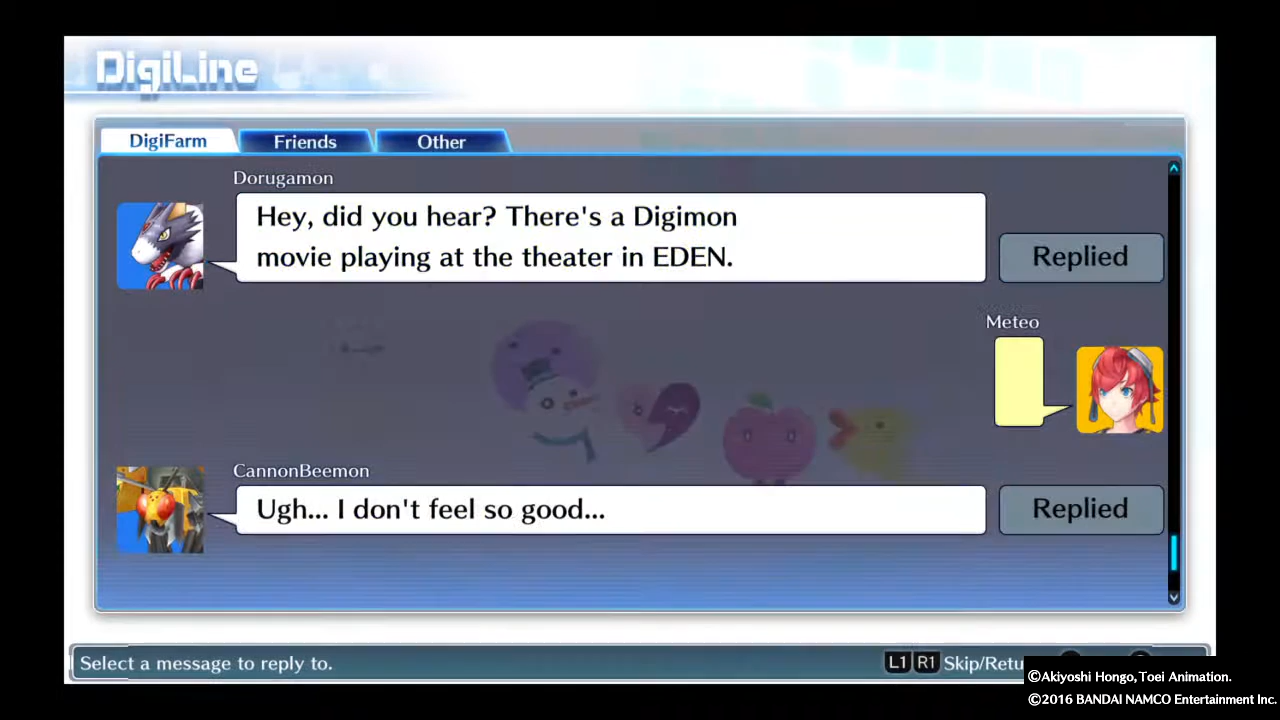 DigiLine
DigiFarm
Friends
Other
Dorugamon
Hey, did you hear? There's a Digimon
movie playing at the theater in EDEN.
Replied
Meteo
CannonBeemon
Ugh... I don't feel so good...
Replied
Select a message to reply to.
L1 R1 Skip/Retu
©Akiyoshi Hongo, Toei Animation.
©2016 BANDAI NAMCO Entertainment Inc.